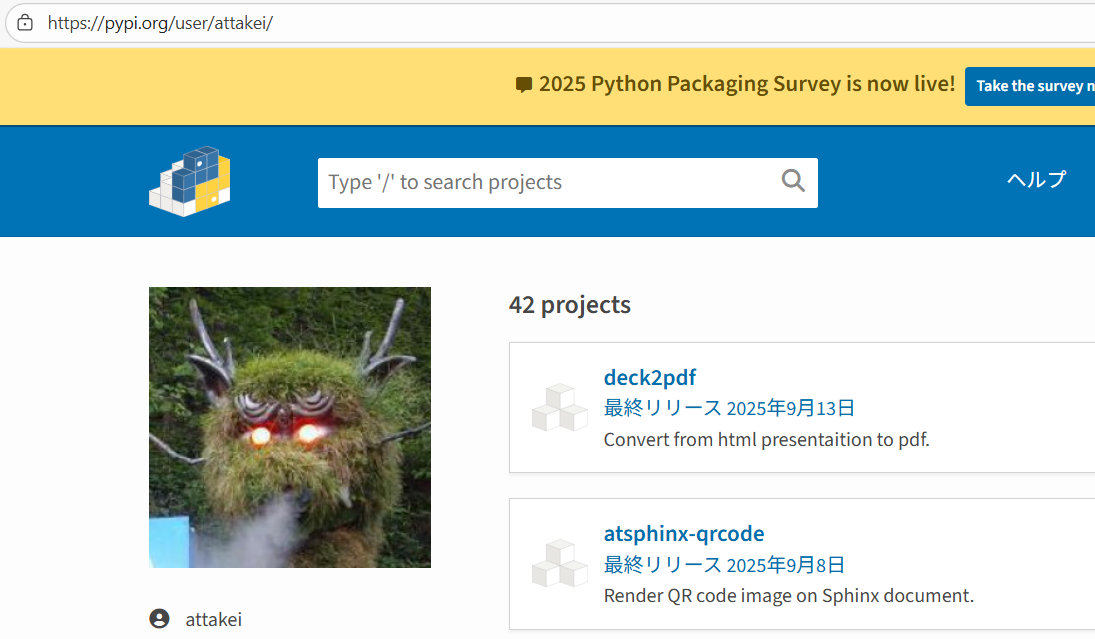 https://pypi.org/user/attakei/
2025 Python Packaging Survey is now live!
Take the survey n
Type '/' to search projects
ヘルプ
42 projects
deck2pdf
最終リリース 2025年9月13日
Convert from html presentaition to pdf.
atsphinx-qrcode
最終リリース 2025年9月8日
Render QR code image on Sphinx document.
attakei